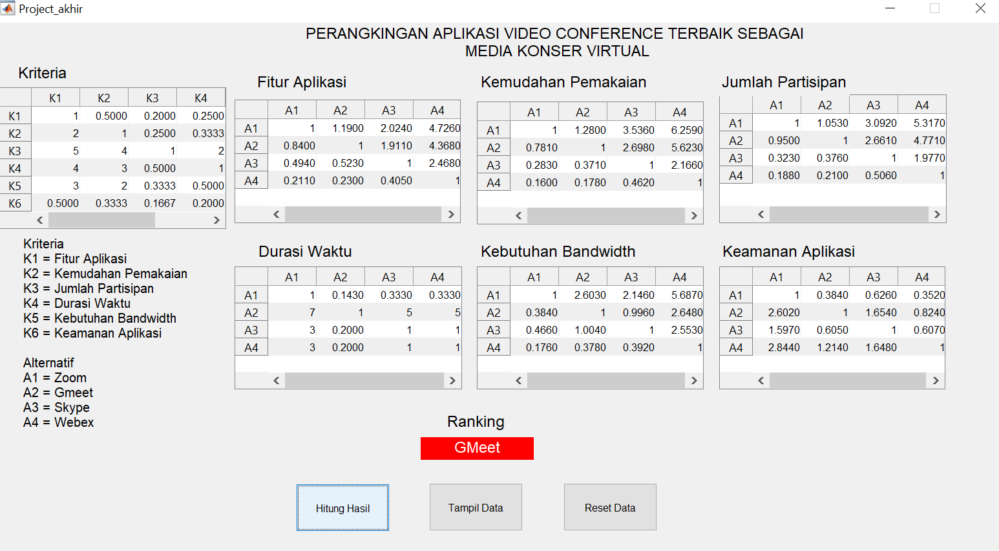 Project_akhir
PERANGKINGAN APLIKASI VIDEO CONFERENCE TERBAIK SEBAGAI
MEDIA KONSER VIRTUAL
Kriteria
K1 K2 K3 K4
K1 1 0.5000 0.2000 0.2500
K2 2 1 0.2500 0.3333
K3 5 4 1 2
K4 4 3 0.5000 1
K5 3 2 0.3333 0.5000
K6 0.5000 0.3333 0.1667 0.2000
Fitur Aplikasi
A1 A2 A3 A4
A1 1 1.1900 2.0240 4.7260
A2 0.8400 1 1.9110 4.3680
A3 0.4940 0.5230 1 2.4680
A4 0.2110 0.2300 0.4050 1
Kemudahan Pemakaian
A1 A2 A3 A4
A1 1 1.2800 3.5360 6.2590
A2 0.7810 1 2.6980 5.6230
A3 0.2830 0.3710 1 2.1660
A4 0.1600 0.1780 0.4620 1
Jumlah Partisipan
A1 A2 A3 A4
A1 1 1.0530 3.0920 5.3170
A2 0.9500 1 2.6610 4.7710
A3 0.3230 0.3760 1 1.9770
A4 0.1880 0.2100 0.5060 1
Kriteria
K1 = Fitur Aplikasi
K2 = Kemudahan Pemakaian
K3 = Jumlah Partisipan
K4 = Durasi Waktu
K5 = Kebutuhan Bandwidth
K6 = Keamanan Aplikasi
Alternatif
A1 = Zoom
A2 = Gmeet
A3 = Skype
A4 = Webex
Durasi Waktu
A1 A2 A3 A4
A1 1 0.1430 0.3330 0.3330
A2 7 1 5 5
A3 3 0.2000 1 1
A4 3 0.2000 1 1
Kebutuhan Bandwidth
A1 A2 A3 A4
A1 1 2.6030 2.1460 5.6870
A2 0.3840 1 0.9960 2.6480
A3 0.4660 1.0040 1 2.5530
A4 0.1760 0.3780 0.3920 1
Keamanan Aplikasi
A1 A2 A3 A4
A1 1 0.3840 0.6260 0.3520
A2 2.6020 1 1.6540 0.8240
A3 1.5970 0.6050 1 0.6070
A4 2.8440 1.2140 1.6480 1
Ranking
GMeet
Hitung Hasil
Tampil Data
Reset Data